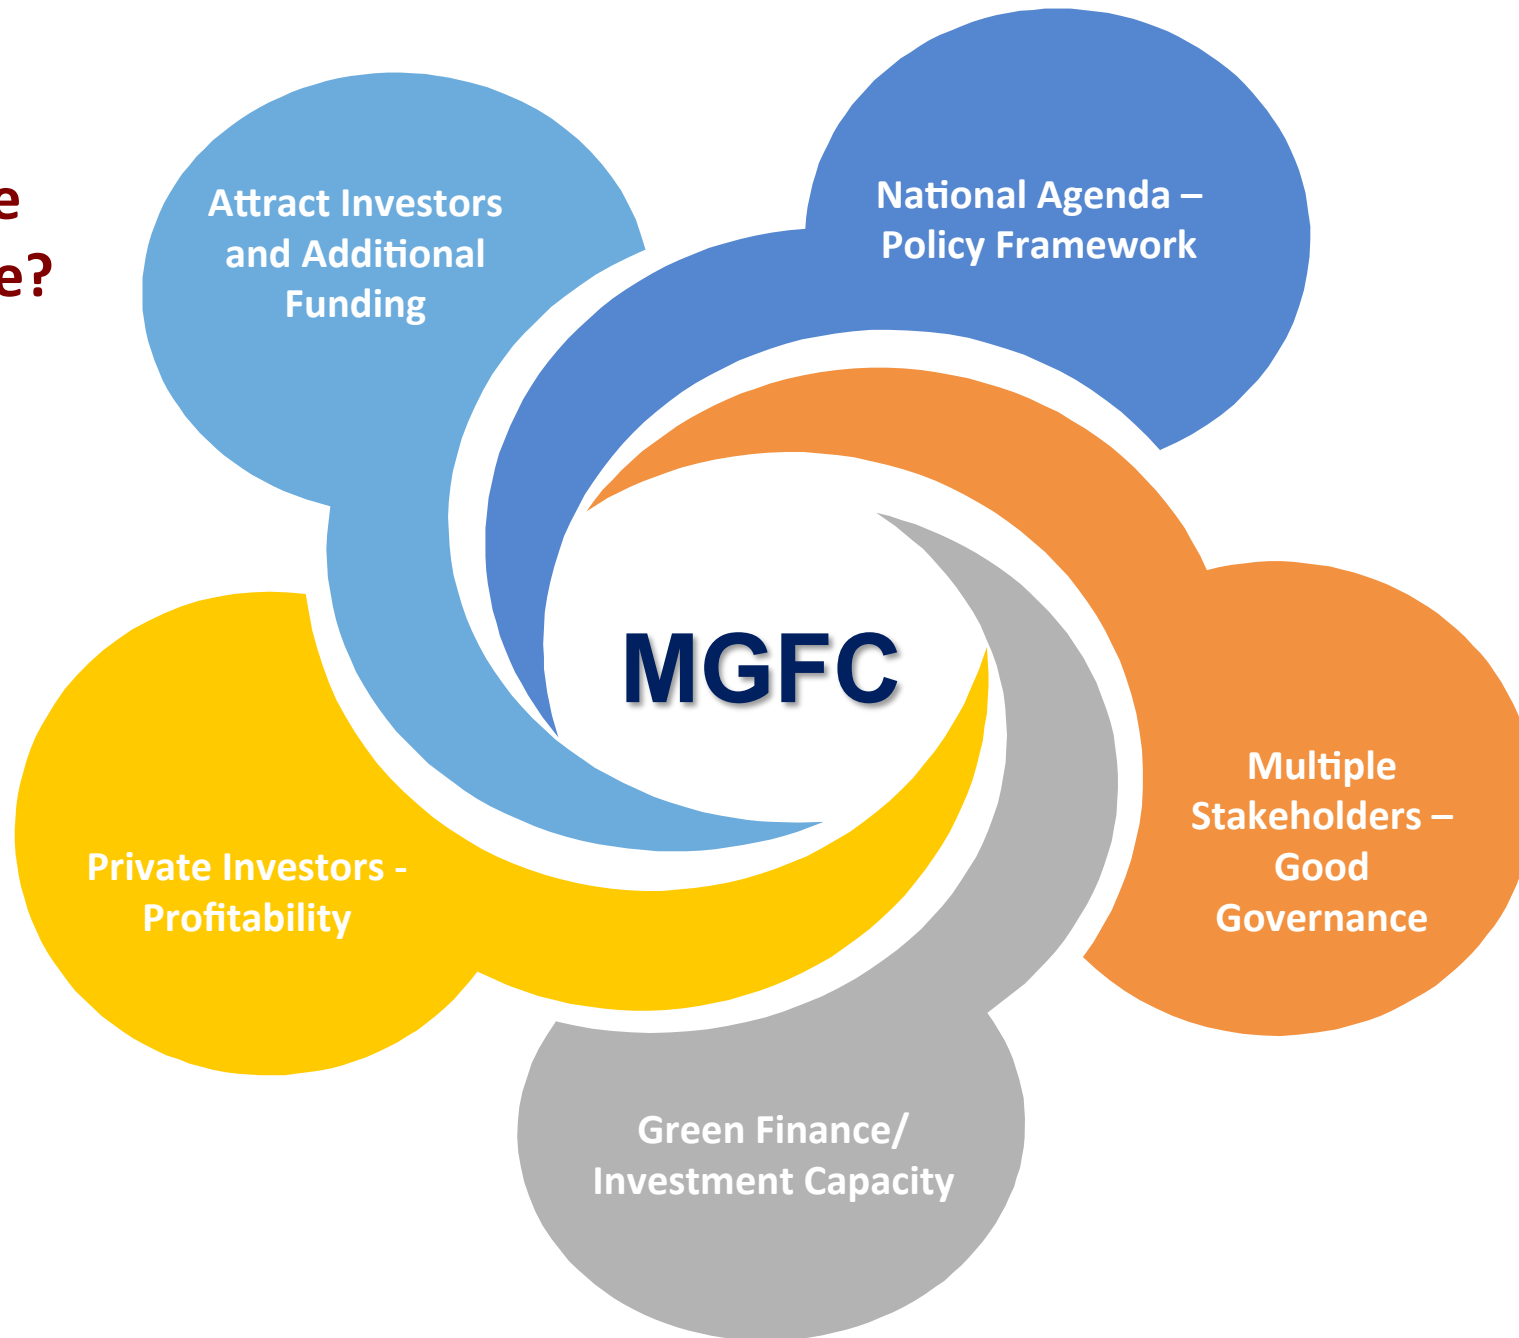 Attract Investors
and Additional
Funding
National Agenda –
Policy Framework
MGFC
Multiple
Stakeholders –
Good
Governance
Private Investors -
Profitability
Green Finance/
Investment Capacity